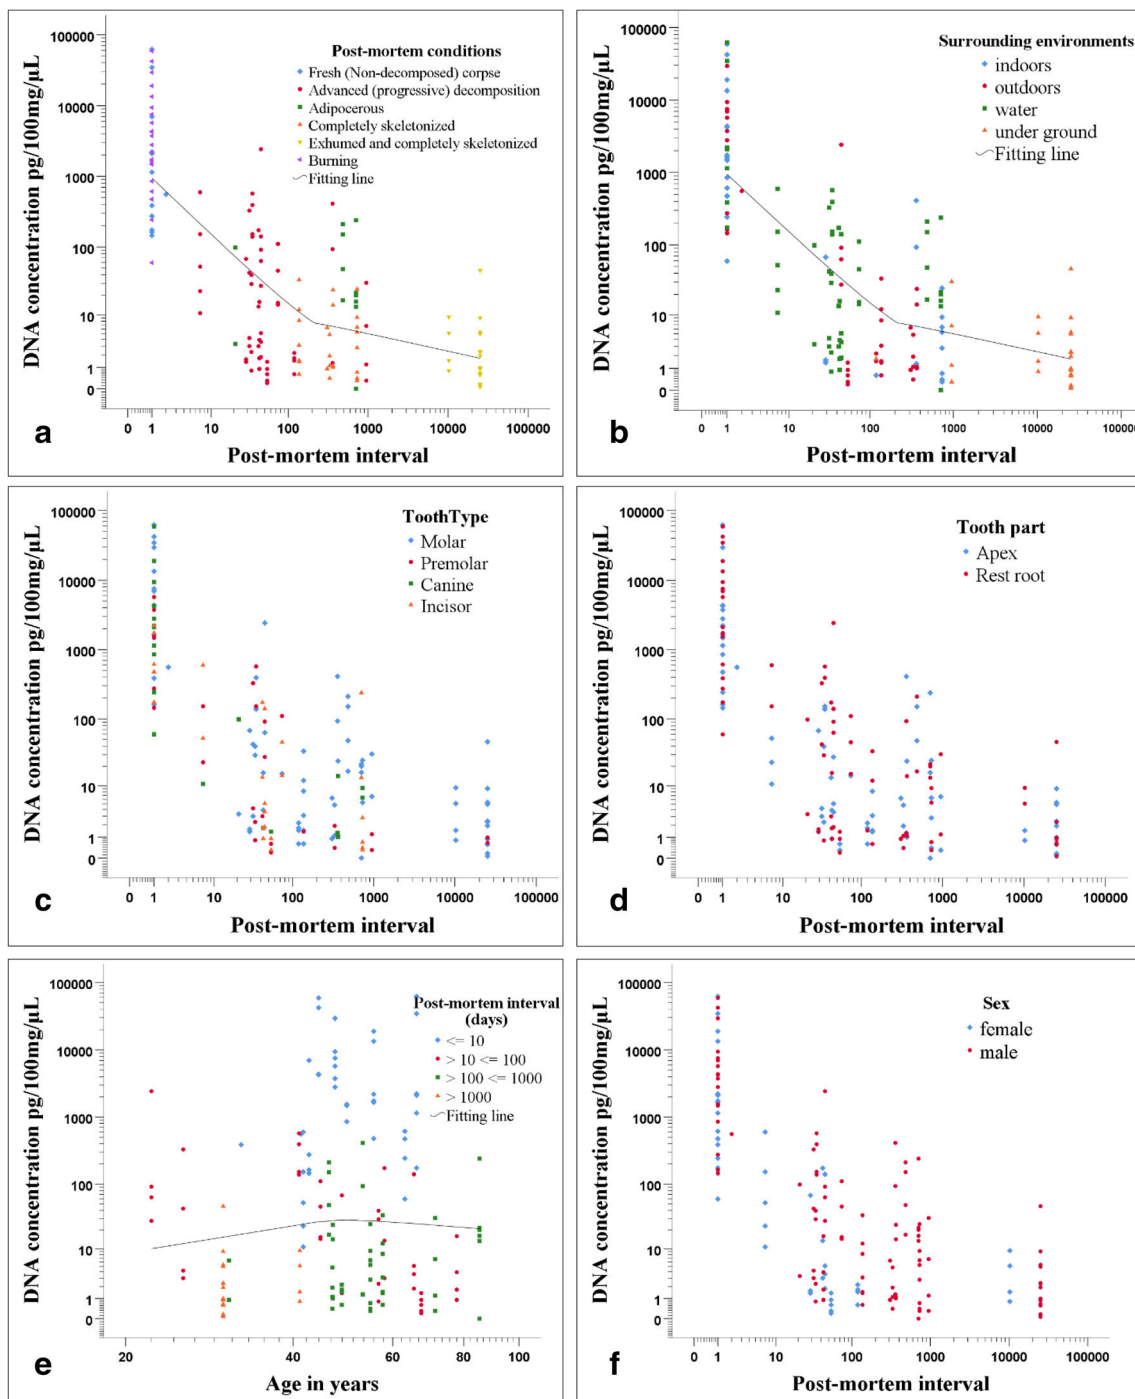 DNA concentration pg/100mg/µL
100000
10000
1000
100
10
1
0
Post-mortem conditions
Fresh (Non-decomposed) corpse
Advanced (progressive) decomposition
Adipocerous
Completely skeletonized
Exhumed and completely skeletonized
Burning
Fitting line
0 1 10 100 1000 10000 100000
a
Post-mortem interval
DNA concentration pg/100mg/µL
100000
10000
1000
100
10
1
0
Surrounding environments
indoors
outdoors
water
under ground
Fitting line
0 1 10 100 1000 10000 100000
b
Post-mortem interval
DNA concentration pg/100mg/µL
100000
10000
1000
100
10
1
0
ToothType
Molar
Premolar
Canine
Incisor
0 1 10 100 1000 10000 100000
c
Post-mortem interval
DNA concentration pg/100mg/µL
100000
10000
1000
100
10
1
0
Tooth part
Apex
Rest root
0 1 10 100 1000 10000 100000
d
Post-mortem interval
DNA concentration pg/100mg/µL
100000
10000
1000
100
10
1
0
Post-mortem interval
(days)
<= 10
> 10 <= 100
> 100 <= 1000
> 1000
Fitting line
20 40 60 80 100
e
Age in years
DNA concentration pg/100mg/µL
100000
10000
1000
100
10
1
0
Sex
female
male
0 1 10 100 1000 10000 100000
f
Post-mortem interval